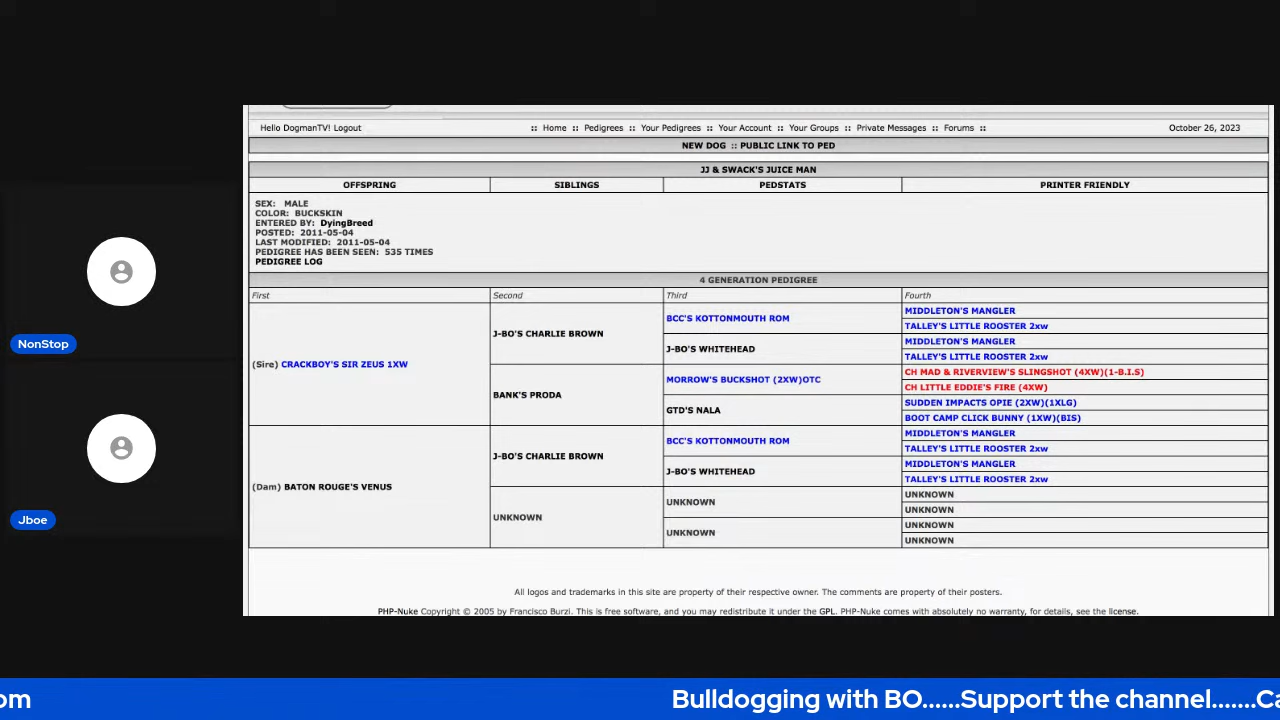 Hello DogmanTV! Logout :: Home :: Pedigrees :: Your Pedigrees :: Your Account :: Your Groups :: Private Messages :: Forums :: October 26, 2023
NEW DOG :: PUBLIC LINK TO PED
JJ & SWACK'S JUICE MAN
OFFSPRING SIBLINGS PEDSTATS PRINTER FRIENDLY
SEX: MALE
COLOR: BUCKSKIN
ENTERED BY: DyingBreed
POSTED: 2011-05-04
LAST MODIFIED: 2011-05-04
PEDIGREE HAS BEEN SEEN: 535 TIMES
PEDIGREE LOG
4 GENERATION PEDIGREE
First Second Third Fourth
(Sire) CRACKBOY'S SIR ZEUS 1XW
J-BO'S CHARLIE BROWN
BCC'S KOTTONMOUTH ROM
MIDDLETON'S MANGLER
TALLEY'S LITTLE ROOSTER 2xw
J-BO'S WHITEHEAD
MIDDLETON'S MANGLER
TALLEY'S LITTLE ROOSTER 2xw
BANK'S PRODA
MORROW'S BUCKSHOT (2XW)OTC
CH MAD & RIVERVIEW'S SLINGSHOT (4XW)(1-B.I.S)
CH LITTLE EDDIE'S FIRE (4XW)
GTD'S NALA
SUDDEN IMPACTS OPIE (2XW)(1XLG)
BOOT CAMP CLICK BUNNY (1XW)(BIS)
(Dam) BATON ROUGE'S VENUS
J-BO'S CHARLIE BROWN
BCC'S KOTTONMOUTH ROM
MIDDLETON'S MANGLER
TALLEY'S LITTLE ROOSTER 2xw
J-BO'S WHITEHEAD
MIDDLETON'S MANGLER
TALLEY'S LITTLE ROOSTER 2xw
UNKNOWN
UNKNOWN
UNKNOWN
UNKNOWN
UNKNOWN
UNKNOWN
UNKNOWN
All logos and trademarks in this site are property of their respective owner. The comments are property of their posters.
PHP-Nuke Copyright © 2005 by Francisco Burzi. This is free software, and you may redistribute it under the GPL. PHP-Nuke comes with absolutely no warranty, for details, see the license.
NonStop
Jboe
om Bulldogging with BO......Support the channel.......Ca